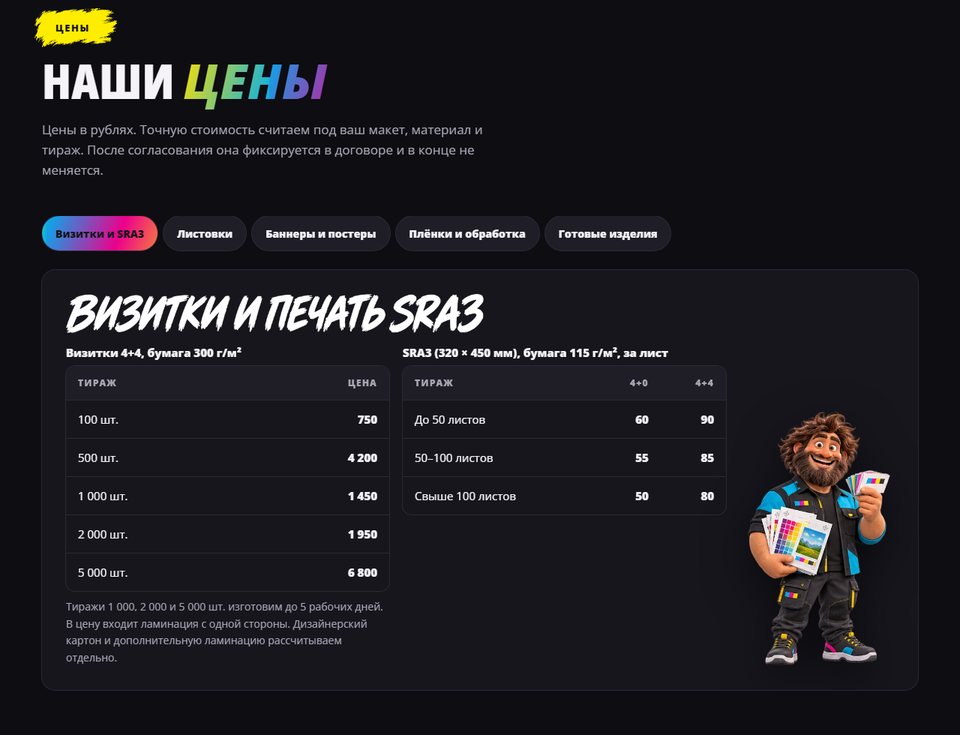 ЦЕНЫ
НАШИ ЦЕНЫ
Цены в рублях. Точную стоимость считаем под ваш макет, материал и
тираж. После согласования она фиксируется в договоре и в конце не
меняется.
Визитки и SRA3 Листовки Баннеры и постеры Плёнки и обработка Готовые изделия
ВИЗИТКИ И ПЕЧАТЬ SRA3
Визитки 4+4, бумага 300 г/м²
ТИРАЖ ЦЕНА
100 шт. 750
500 шт. 4 200
1 000 шт. 1 450
2 000 шт. 1 950
5 000 шт. 6 800
Тиражи 1 000, 2 000 и 5 000 шт. изготовим до 5 рабочих дней.
В цену входит ламинация с одной стороны. Дизайнерский
картон и дополнительную ламинацию рассчитываем
отдельно.
SRA3 (320 × 450 мм), бумага 115 г/м², за лист
ТИРАЖ 4+0 4+4
До 50 листов 60 90
50–100 листов 55 85
Свыше 100 листов 50 80